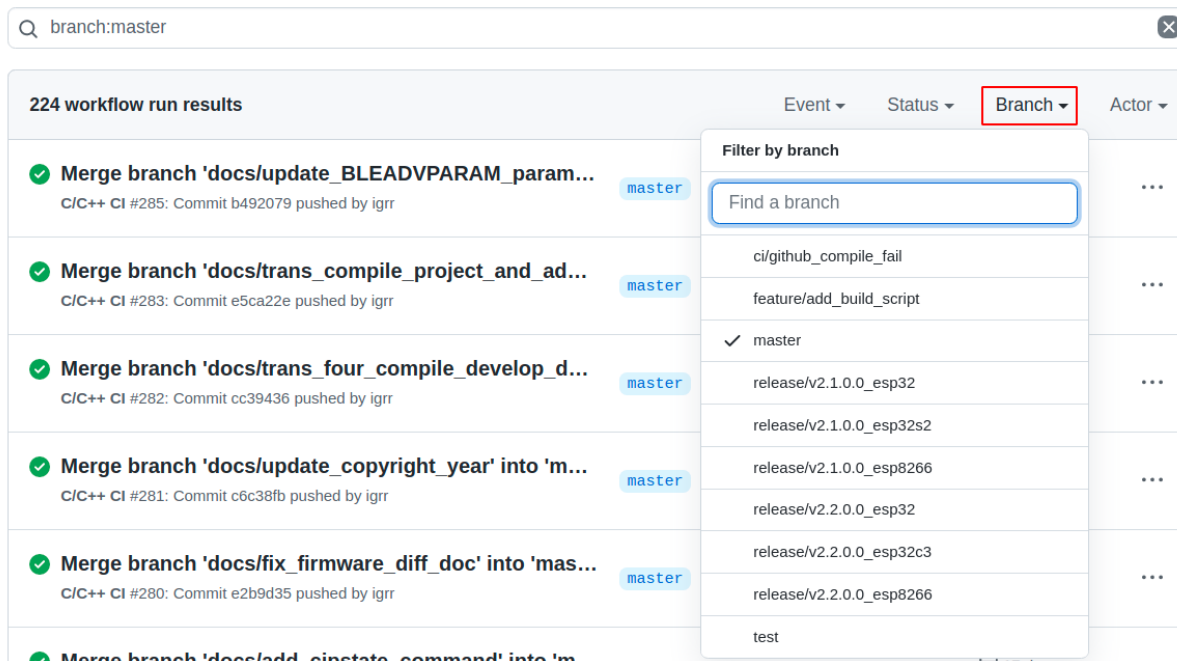 branch:master
224 workflow run results
Event
Status
Branch
Actor
Filter by branch
Find a branch
ci/github_compile_fail
feature/add_build_script
master
release/v2.1.0.0_esp32
release/v2.1.0.0_esp32s2
release/v2.1.0.0_esp8266
release/v2.2.0.0_esp32
release/v2.2.0.0_esp32c3
release/v2.2.0.0_esp8266
test
Merge branch 'docs/update_BLEADVPARAM_param...
master
C/C++ CI #285: Commit b492079 pushed by igrr
Merge branch 'docs/trans_compile_project_and_ad...
master
C/C++ CI #283: Commit e5ca22e pushed by igrr
Merge branch 'docs/trans_four_compile_develop_d...
master
C/C++ CI #282: Commit cc39436 pushed by igrr
Merge branch 'docs/update_copyright_year' into 'm...
master
C/C++ CI #281: Commit c6c38fb pushed by igrr
Merge branch 'docs/fix_firmware_diff_doc' into 'mas...
master
C/C++ CI #280: Commit e2b9d35 pushed by igrr
Merge branch 'docs/add_cipstate_command' into 'm